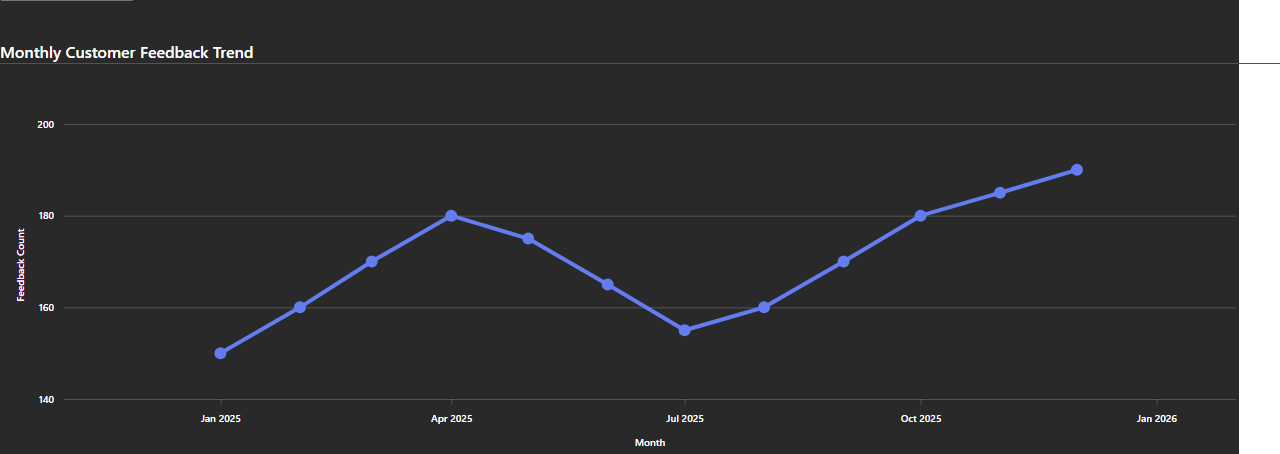 Monthly Customer Feedback Trend
200
180
160
140
Feedback Count
Jan 2025
Apr 2025
Jul 2025
Oct 2025
Jan 2026
Month